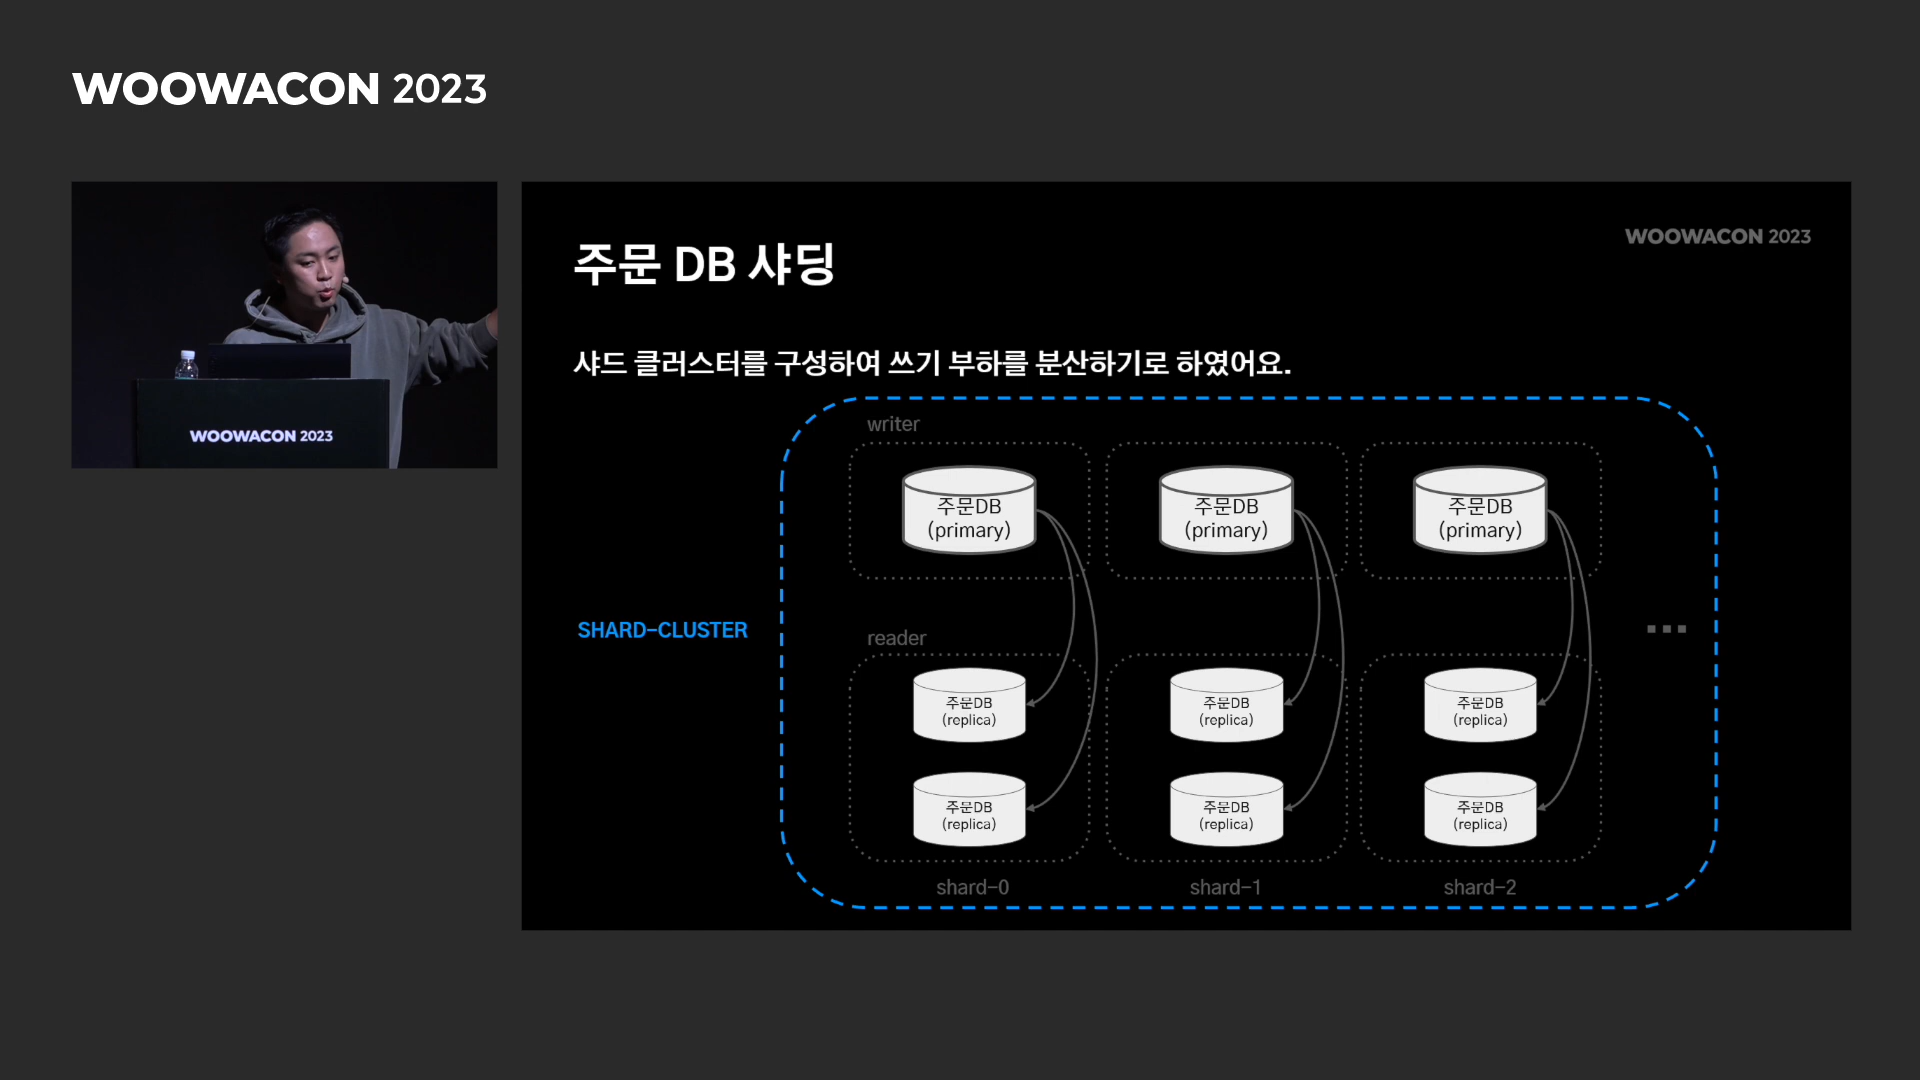 WOOWACON 2023
WOOWACON 2023
WOOWACON 2023
주문 DB 샤딩
샤드 클러스터를 구성하여 쓰기 부하를 분산하기로 하였어요.
SHARD-CLUSTER
writer
주문DB
(primary)
주문DB
(primary)
주문DB
(primary)
reader
주문DB
(replica)
주문DB
(replica)
주문DB
(replica)
...
주문DB
(replica)
주문DB
(replica)
주문DB
(replica)
shard-0
shard-1
shard-2